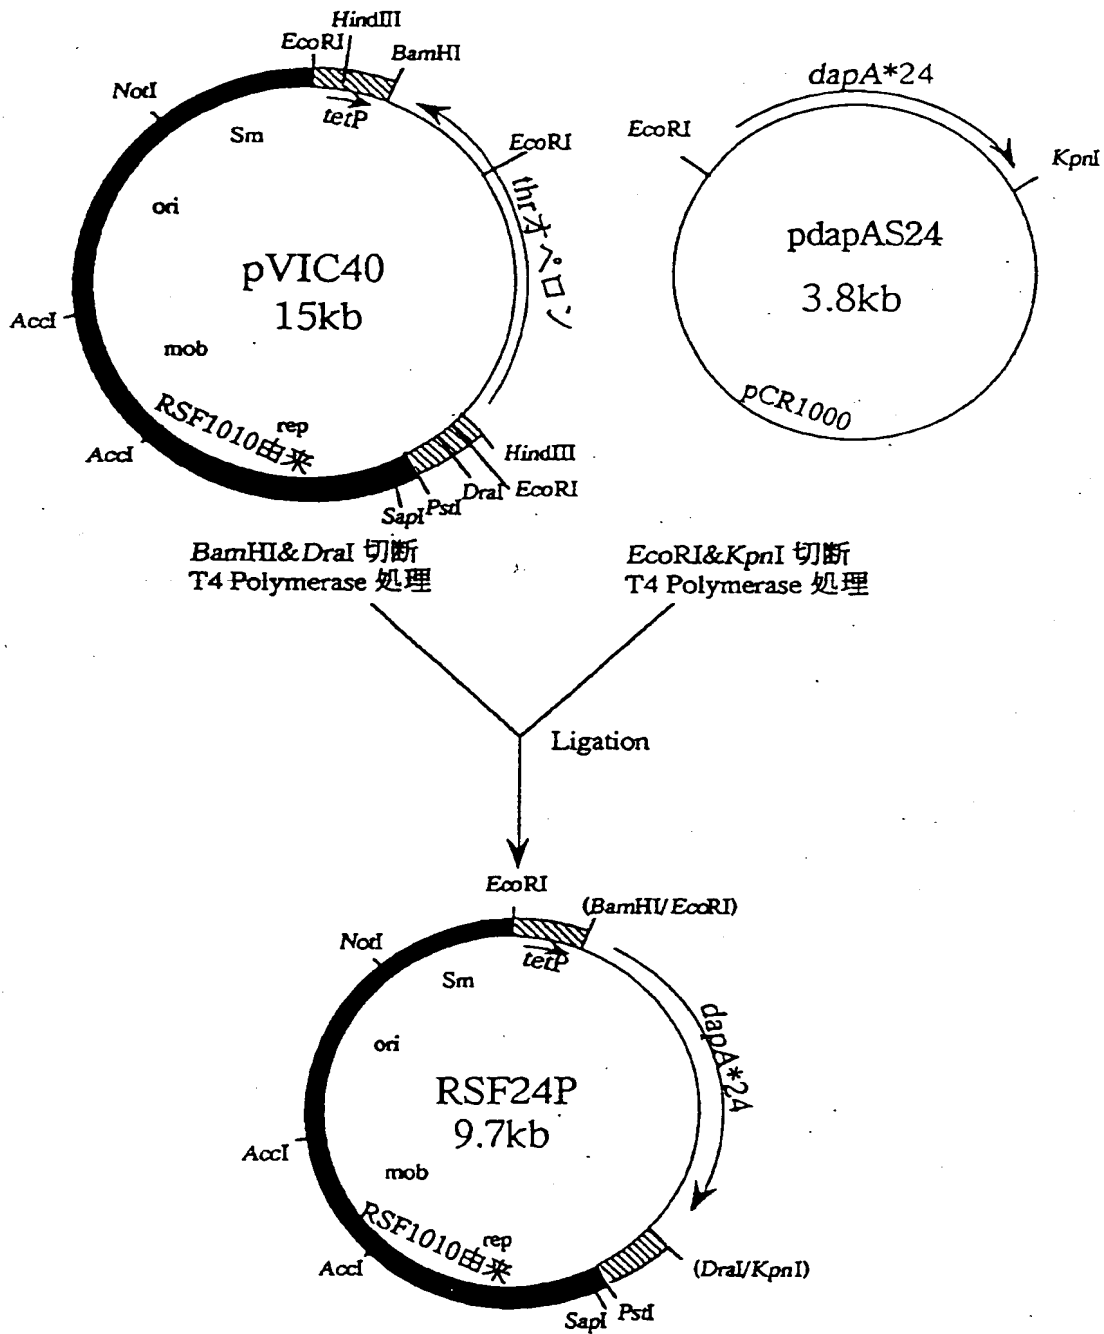 HindIII
EcoRI
BamHI
NotI
tetP
Sm
EcoRI
ori
thrオペロン
pVIC40
15kb
AccI
mob
RSF1010由来
rep
AccI
HindIII
EcoRI
DraI
PstI
SapI
dapA*24
EcoRI
KpnI
pdapAS24
3.8kb
pCR1000
BamHI&DraI 切断
T4 Polymerase 処理
EcoRI&KpnI 切断
T4 Polymerase 処理
Ligation
EcoRI
(BamHI/EcoRI)
NotI
tetP
Sm
ori
dapA*24
RSF24P
9.7kb
AccI
mob
RSF1010由来
rep
AccI
(DraI/KpnI)
PstI
SapI